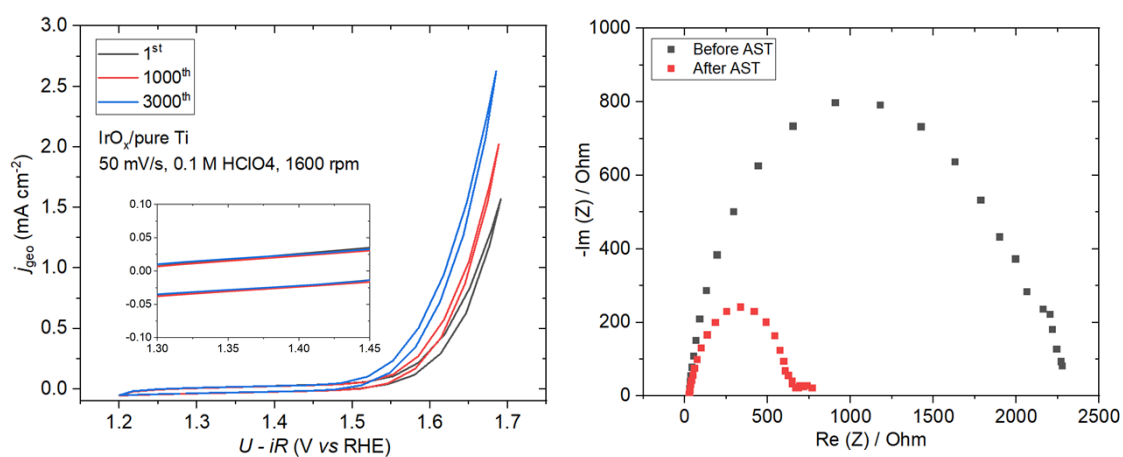 3.0
2.5
2.0
1.5
1.0
0.5
0.0
j_geo (mA cm⁻²)
1ˢᵗ
1000ᵗʰ
3000ᵗʰ
IrOₓ/pure Ti
50 mV/s, 0.1 M HClO4, 1600 rpm
0.10
0.05
0.00
-0.05
-0.10
1.30 1.35 1.40 1.45
1.2 1.3 1.4 1.5 1.6 1.7
U - iR (V vs RHE)
1000
800
600
400
200
0
-Im (Z) / Ohm
Before AST
After AST
0 500 1000 1500 2000 2500
Re (Z) / Ohm